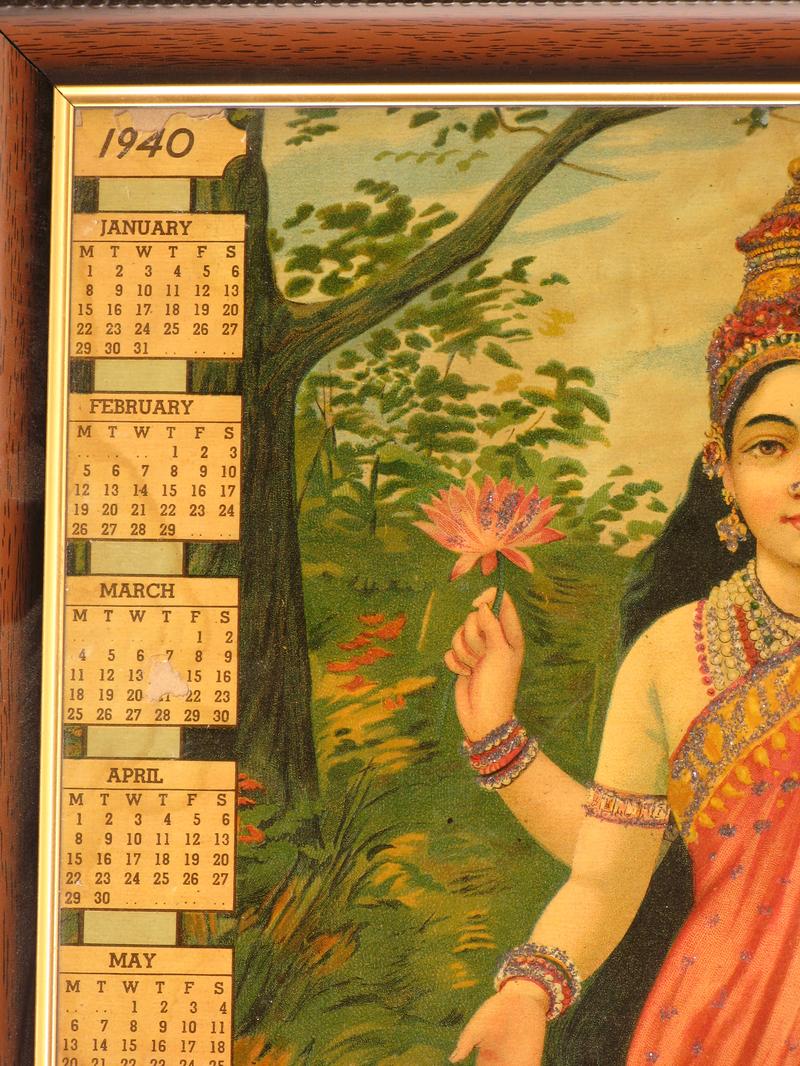 1940
JANUARY
M T W T F S
1 2 3 4 5 6
8 9 10 11 12 13
15 16 17 18 19 20
22 23 24 25 26 27
29 30 31 .. .. ..
FEBRUARY
M T W T F S
.. .. .. 1 2 3
5 6 7 8 9 10
12 13 14 15 16 17
19 20 21 22 23 24
26 27 28 29 .. ..
MARCH
M T W T F S
.. .. .. .. 1 2
4 5 6 7 8 9
11 12 13 15 16
18 19 20 21 22 23
25 26 27 28 29 30
APRIL
M T W T F S
1 2 3 4 5 6
8 9 10 11 12 13
15 16 17 18 19 20
22 23 24 25 26 27
29 30 .. .. .. ..
MAY
M T W T F S
.. .. 1 2 3 4
6 7 8 9 10 11
13 14 15 16 17 18
20 21 22 23 24 25